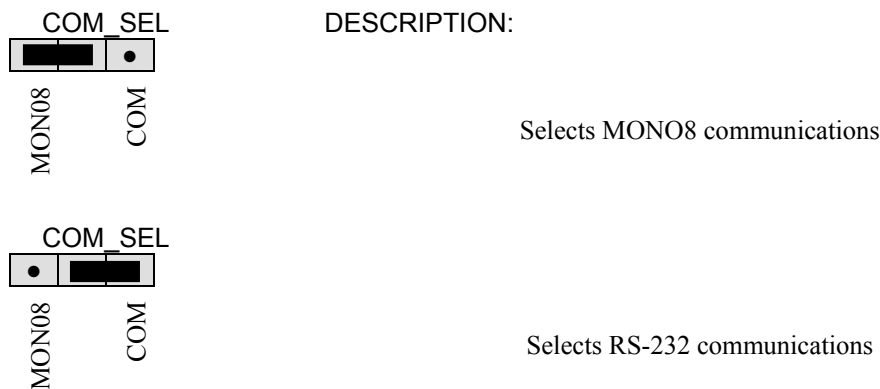 COM_SEL DESCRIPTION:
MON08
COM
Selects MONO8 communications
COM_SEL
MON08
COM
Selects RS-232 communications